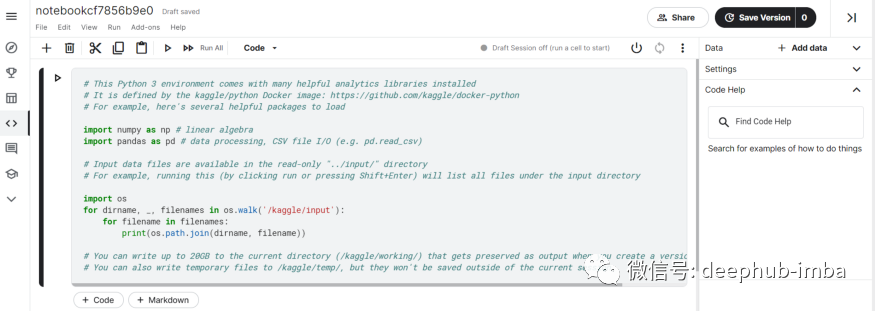 notebookcf7856b9e0 Draft saved
File Edit View Run Add-ons Help
Share
Save Version 0
Run All
Code
Draft Session off (run a cell to start)
# This Python 3 environment comes with many helpful analytics libraries installed
# It is defined by the kaggle/python Docker image: https://github.com/kaggle/docker-python
# For example, here's several helpful packages to load
import numpy as np # linear algebra
import pandas as pd # data processing, CSV file I/O (e.g. pd.read_csv)
# Input data files are available in the read-only "../input/" directory
# For example, running this (by clicking run or pressing Shift+Enter) will list all files under the input directory
import os
for dirname, _, filenames in os.walk('/kaggle/input'):
for filename in filenames:
print(os.path.join(dirname, filename))
# You can write up to 20GB to the current directory (/kaggle/working/) that gets preserved as output when you create a versio
# You can also write temporary files to /kaggle/temp/, but they won't be saved outside of the current
+ Code
+ Markdown
Data
+ Add data
Settings
Code Help
Find Code Help
Search for examples of how to do things
微信号: deephub-imba